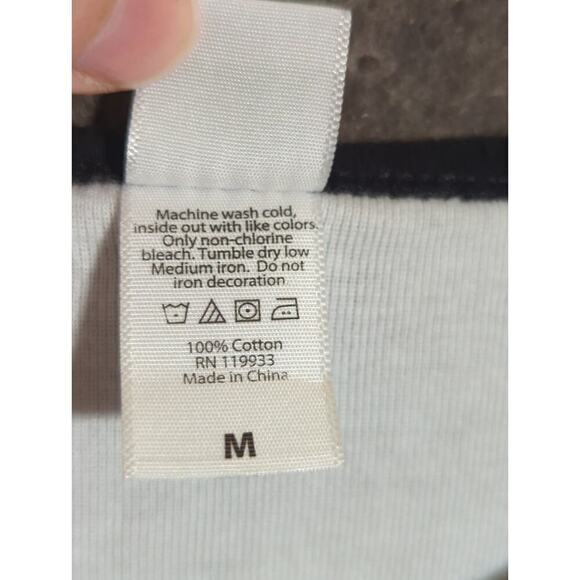 Machine wash cold,
inside out with like colors.
Only non-chlorine
bleach. Tumble dry low
Medium iron. Do not
iron decoration
100% Cotton
RN 119933
Made in China
M